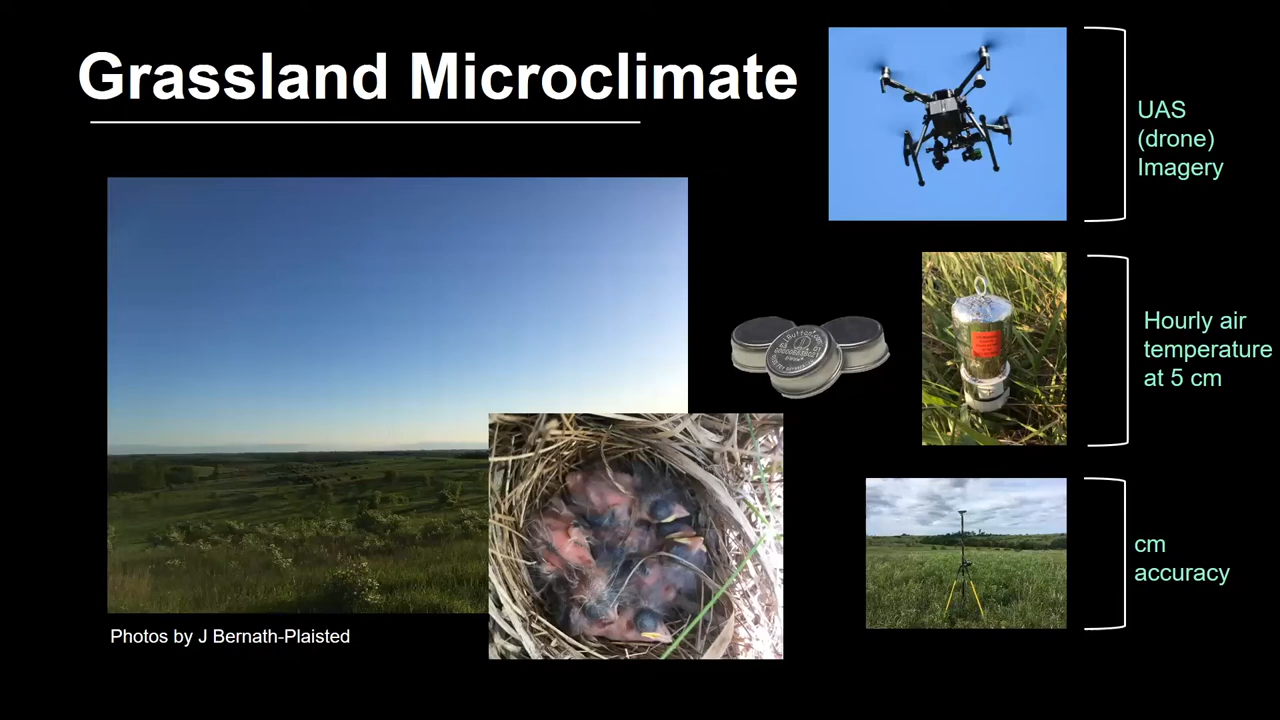 Grassland Microclimate
UAS
(drone)
Imagery
Hourly air
temperature
at 5 cm
cm
accuracy
Photos by J Bernath-Plaisted